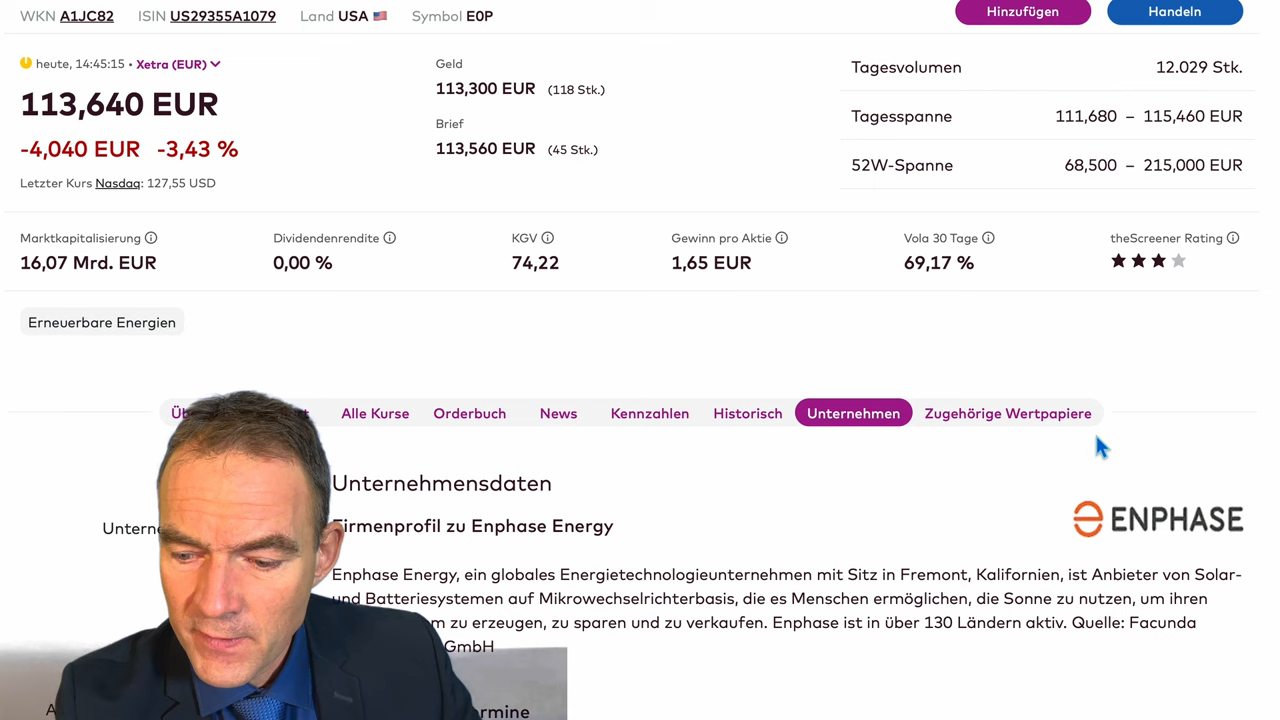 WKN A1JC82 ISIN US29355A1079 Land USA Symbol E0P
Hinzufügen Handeln
heute, 14:45:15 • Xetra (EUR)
113,640 EUR
-4,040 EUR -3,43 %
Letzter Kurs Nasdaq: 127,55 USD
Geld
113,300 EUR (118 Stk.)
Brief
113,560 EUR (45 Stk.)
Tagesvolumen 12.029 Stk.
Tagesspanne 111,680 – 115,460 EUR
52W-Spanne 68,500 – 215,000 EUR
Marktkapitalisierung Dividendenrendite KGV Gewinn pro Aktie Vola 30 Tage theScreener Rating
16,07 Mrd. EUR 0,00 % 74,22 1,65 EUR 69,17 %
Erneuerbare Energien
Alle Kurse Orderbuch News Kennzahlen Historisch Unternehmen Zugehörige Wertpapiere
Unternehmensdaten
Firmenprofil zu Enphase Energy
ENPHASE
Enphase Energy, ein globales Energietechnologieunternehmen mit Sitz in Fremont, Kalifornien, ist Anbieter von Solar-
und Batteriesystemen auf Mikrowechselrichterbasis, die es Menschen ermöglichen, die Sonne zu nutzen, um ihren
zu erzeugen, zu sparen und zu verkaufen. Enphase ist in über 130 Ländern aktiv. Quelle: Facunda
GmbH